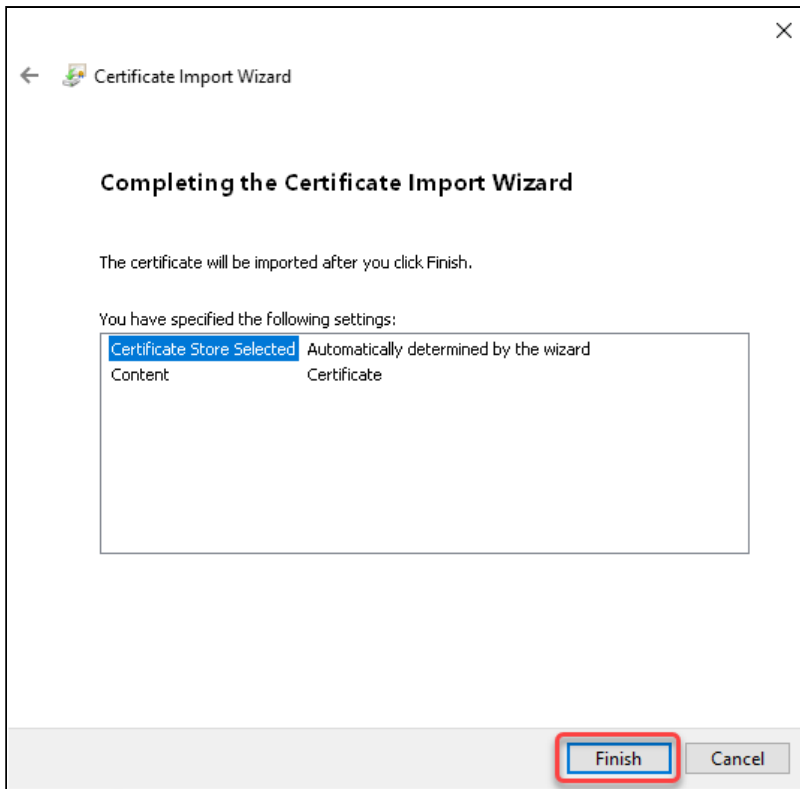 Certificate Import Wizard
Completing the Certificate Import Wizard
The certificate will be imported after you click Finish.
You have specified the following settings:
Certificate Store Selected Automatically determined by the wizard
Content Certificate
Finish Cancel